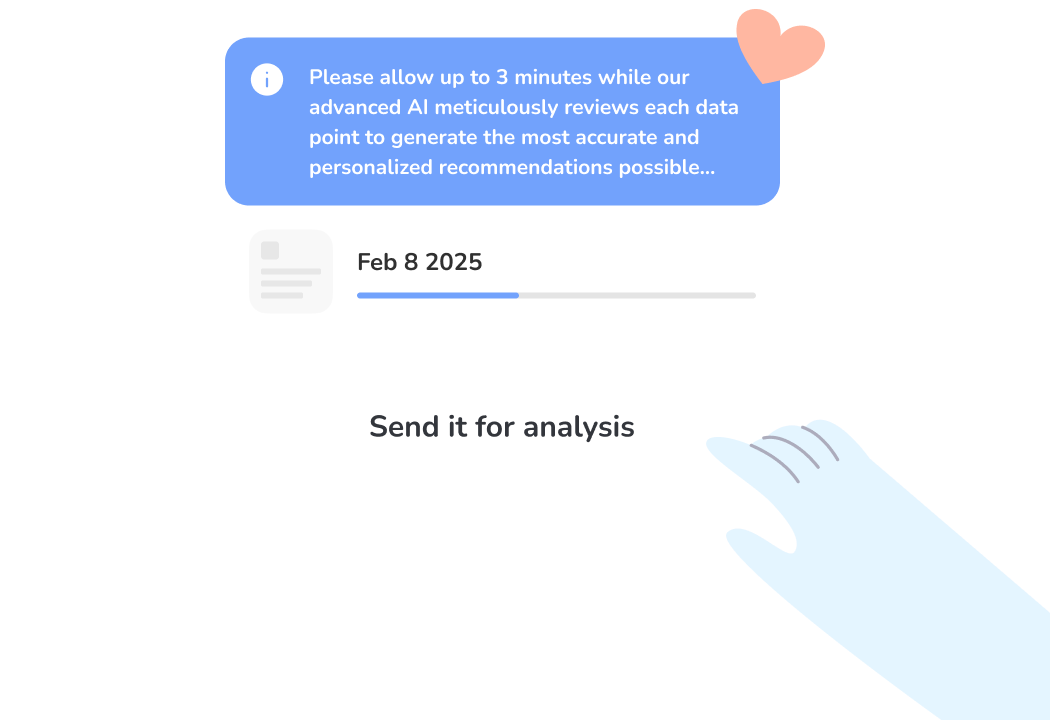 Please allow up to 3 minutes while our
advanced AI meticulously reviews each data
point to generate the most accurate and
personalized recommendations possible...
Feb 8 2025
Send it for analysis